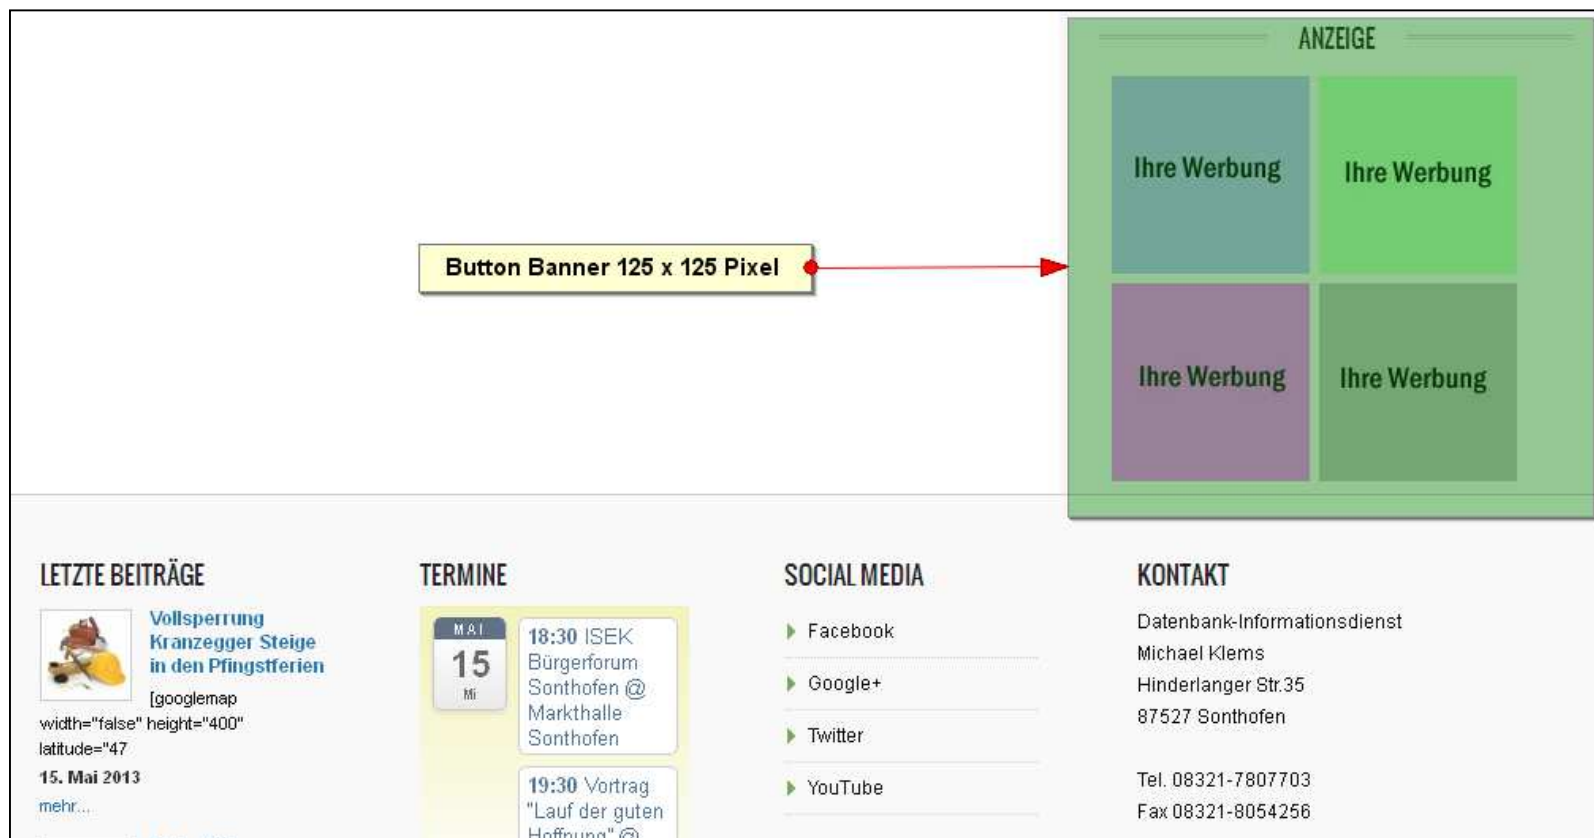 ANZEIGE
Ihre Werbung
Ihre Werbung
Button Banner 125 x 125 Pixel
Ihre Werbung
Ihre Werbung
LETZTE BEITRÄGE
Vollsperrung
Kranzegger Steige
in den Pfingstferien
[googlemap
width="false" height="400"
latitude="47
15. Mai 2013
mehr...
TERMINE
MAI
15
Mi
18:30 ISEK
Bürgerforum
Sonthofen @
Markthalle
Sonthofen
19:30 Vortrag
"Lauf der guten
Hoffnung" @
SOCIAL MEDIA
Facebook
Google+
Twitter
YouTube
KONTAKT
Datenbank-Informationsdienst
Michael Klems
Hinderlanger Str.35
87527 Sonthofen
Tel. 08321-7807703
Fax 08321-8054256